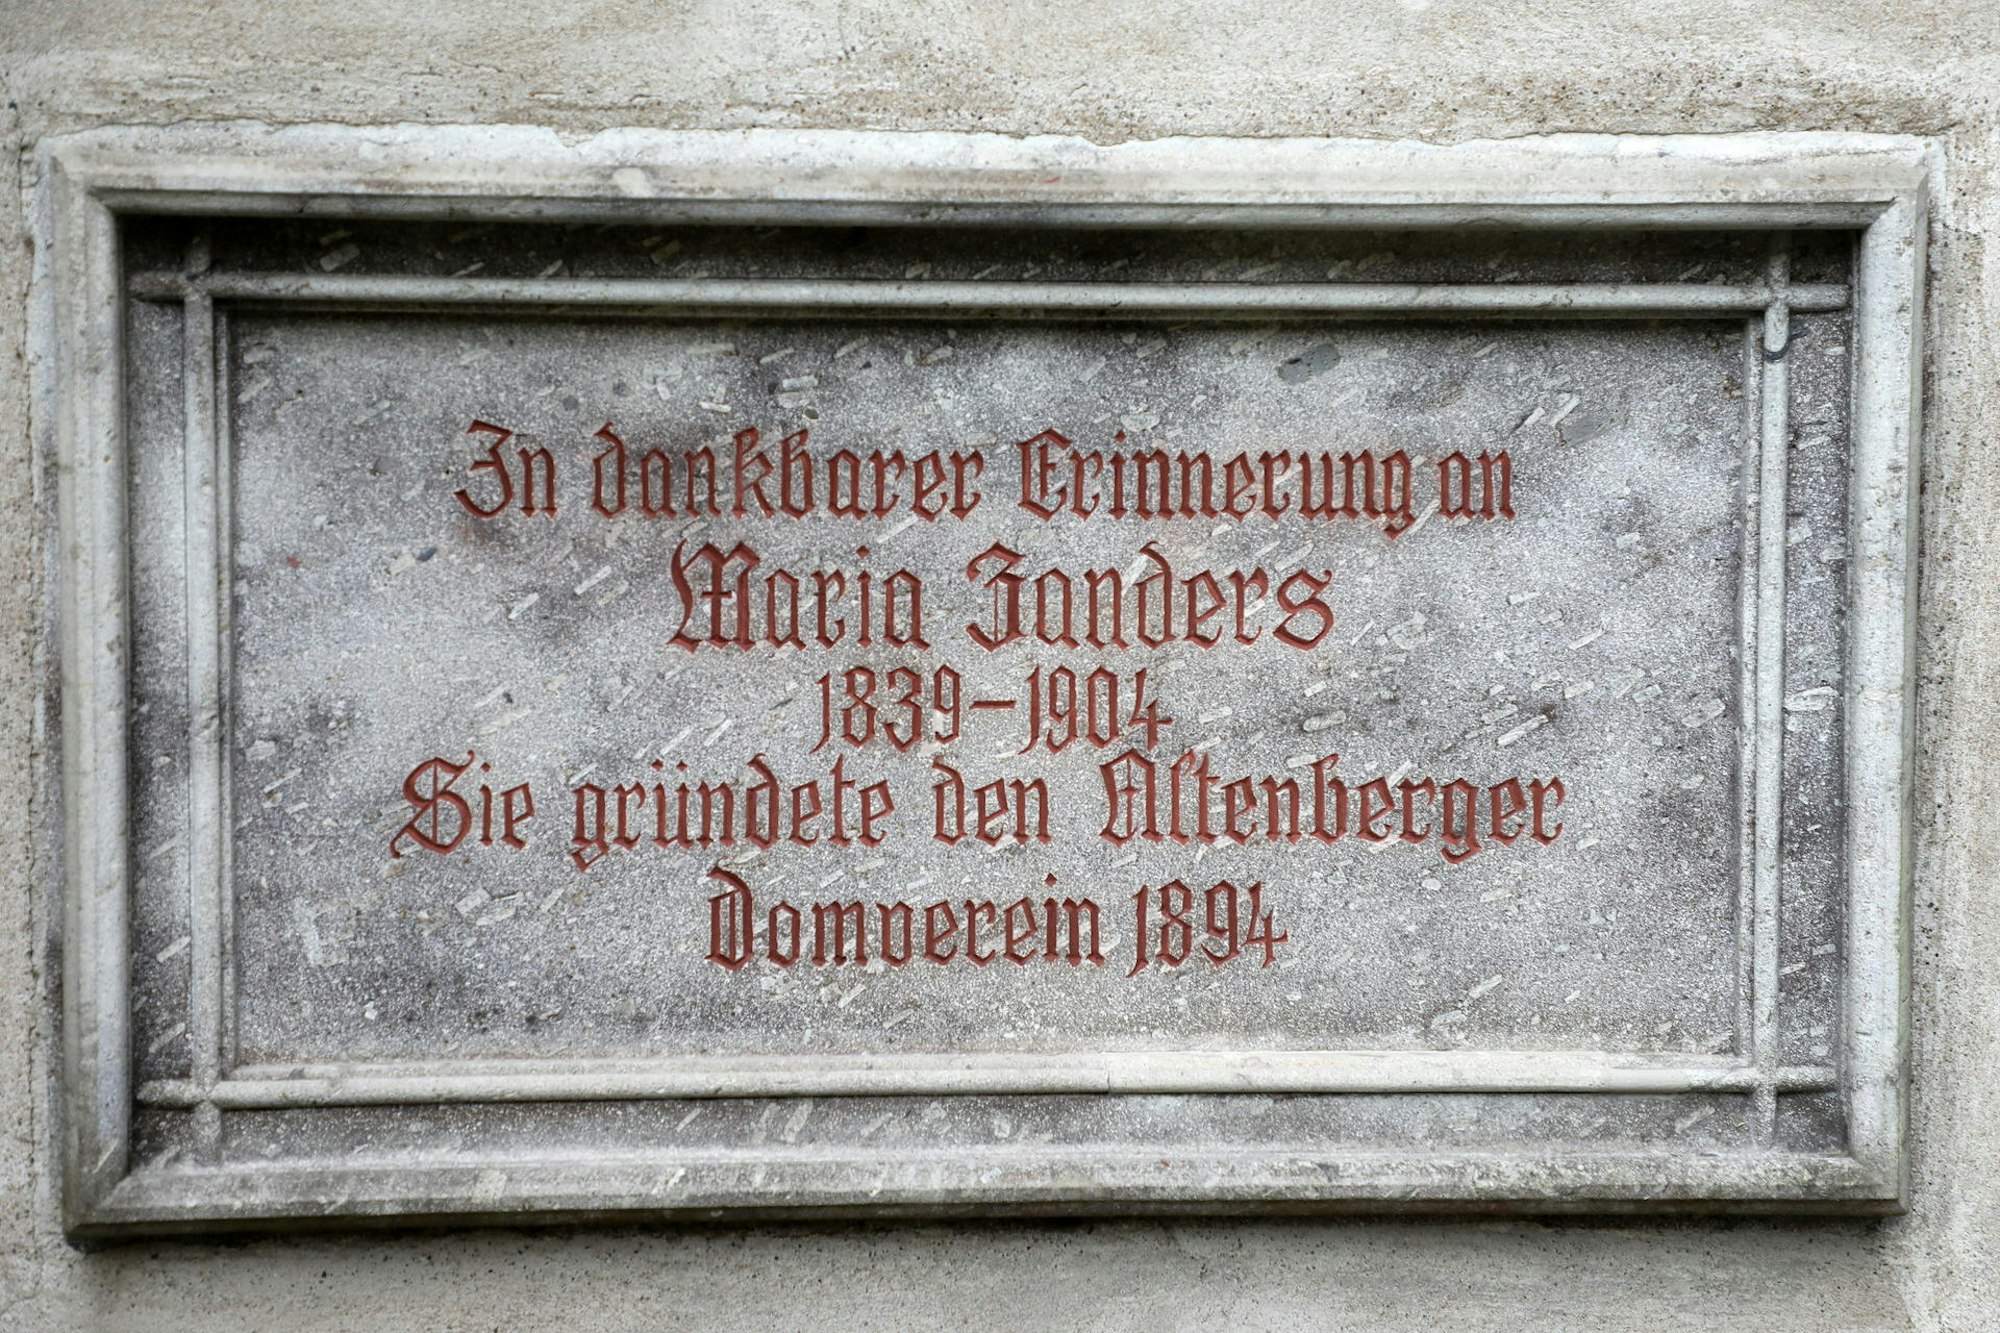 In dankbarer Erinnerung an
Maria Zanders
1839-1904
Sie gründete den Altenberger
Domverein 1894